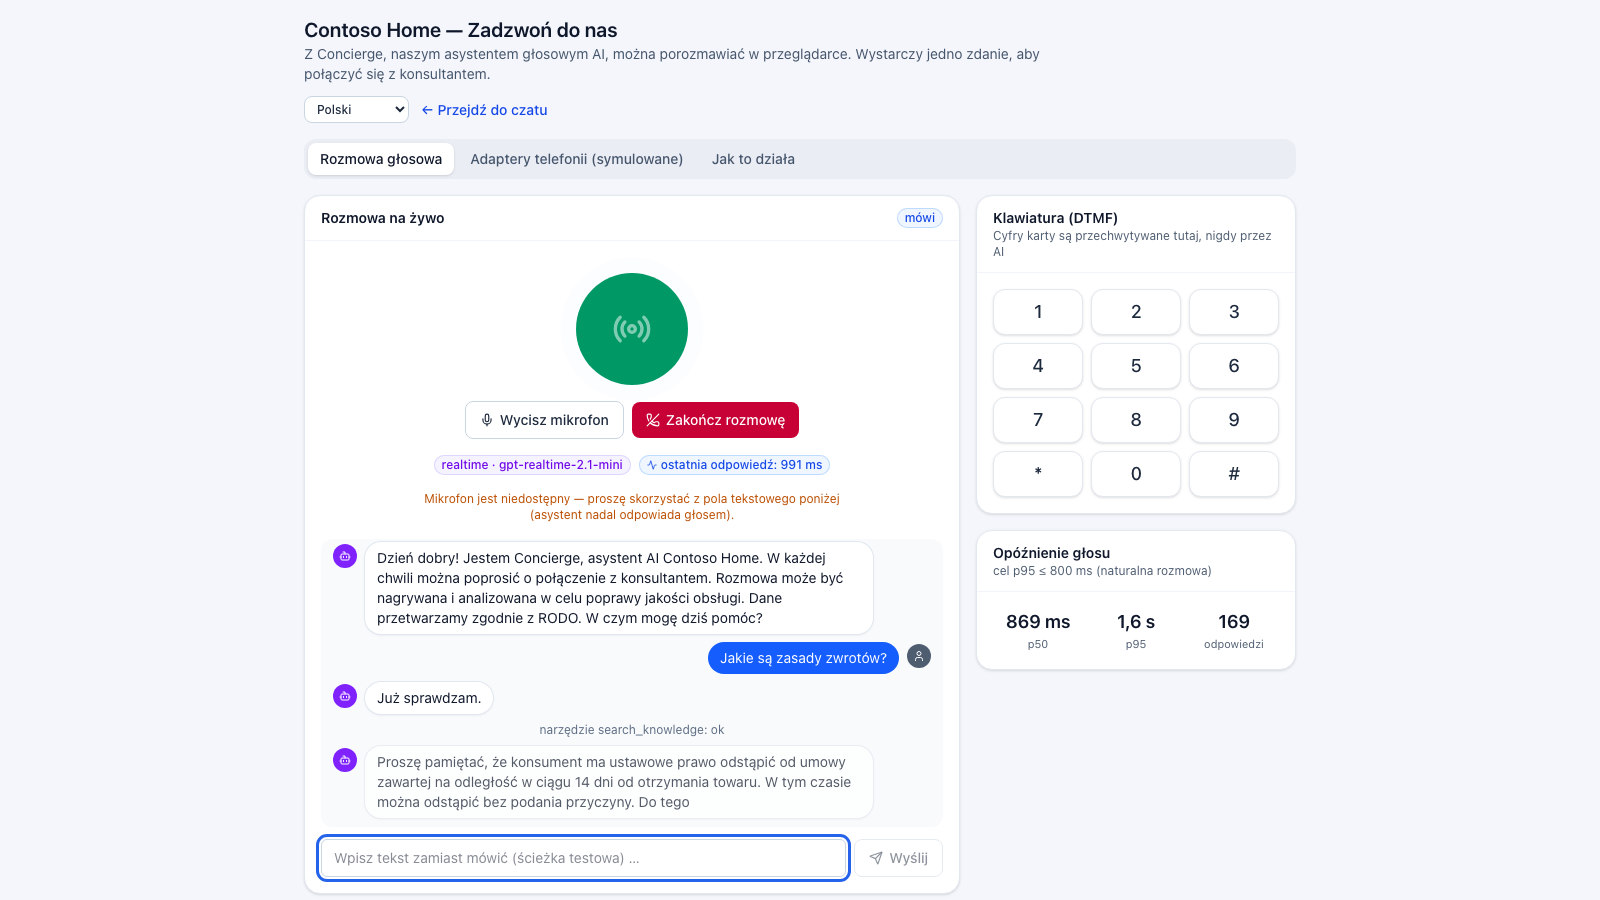 Contoso Home — Zadzwoń do nas
Z Concierge, naszym asystentem głosowym AI, można porozmawiać w przeglądarce. Wystarczy jedno zdanie, aby
połączyć się z konsultantem.
Polski
← Przejdź do czatu
Rozmowa głosowa
Adaptery telefonii (symulowane)
Jak to działa
Rozmowa na żywo
mówi
Wycisz mikrofon
Zakończ rozmowę
realtime · gpt-realtime-2.1-mini
ostatnia odpowiedź: 991 ms
Mikrofon jest niedostępny — proszę skorzystać z pola tekstowego poniżej
(asystent nadal odpowiada głosem).
Dzień dobry! Jestem Concierge, asystent AI Contoso Home. W każdej
chwili można poprosić o połączenie z konsultantem. Rozmowa może być
nagrywana i analizowana w celu poprawy jakości obsługi. Dane
przetwarzamy zgodnie z RODO. W czym mogę dziś pomóc?
Jakie są zasady zwrotów?
Już sprawdzam.
narzędzie search_knowledge: ok
Proszę pamiętać, że konsument ma ustawowe prawo odstąpić od umowy
zawartej na odległość w ciągu 14 dni od otrzymania towaru. W tym czasie
można odstąpić bez podania przyczyny. Do tego
Wpisz tekst zamiast mówić (ścieżka testowa) ...
Wyślij
Klawiatura (DTMF)
Cyfry karty są przechwytywane tutaj, nigdy przez
AI
1 2 3
4 5 6
7 8 9
* 0 #
Opóźnienie głosu
cel p95 ≤ 800 ms (naturalna rozmowa)
869 ms 1,6 s 169
p50 p95 odpowiedzi